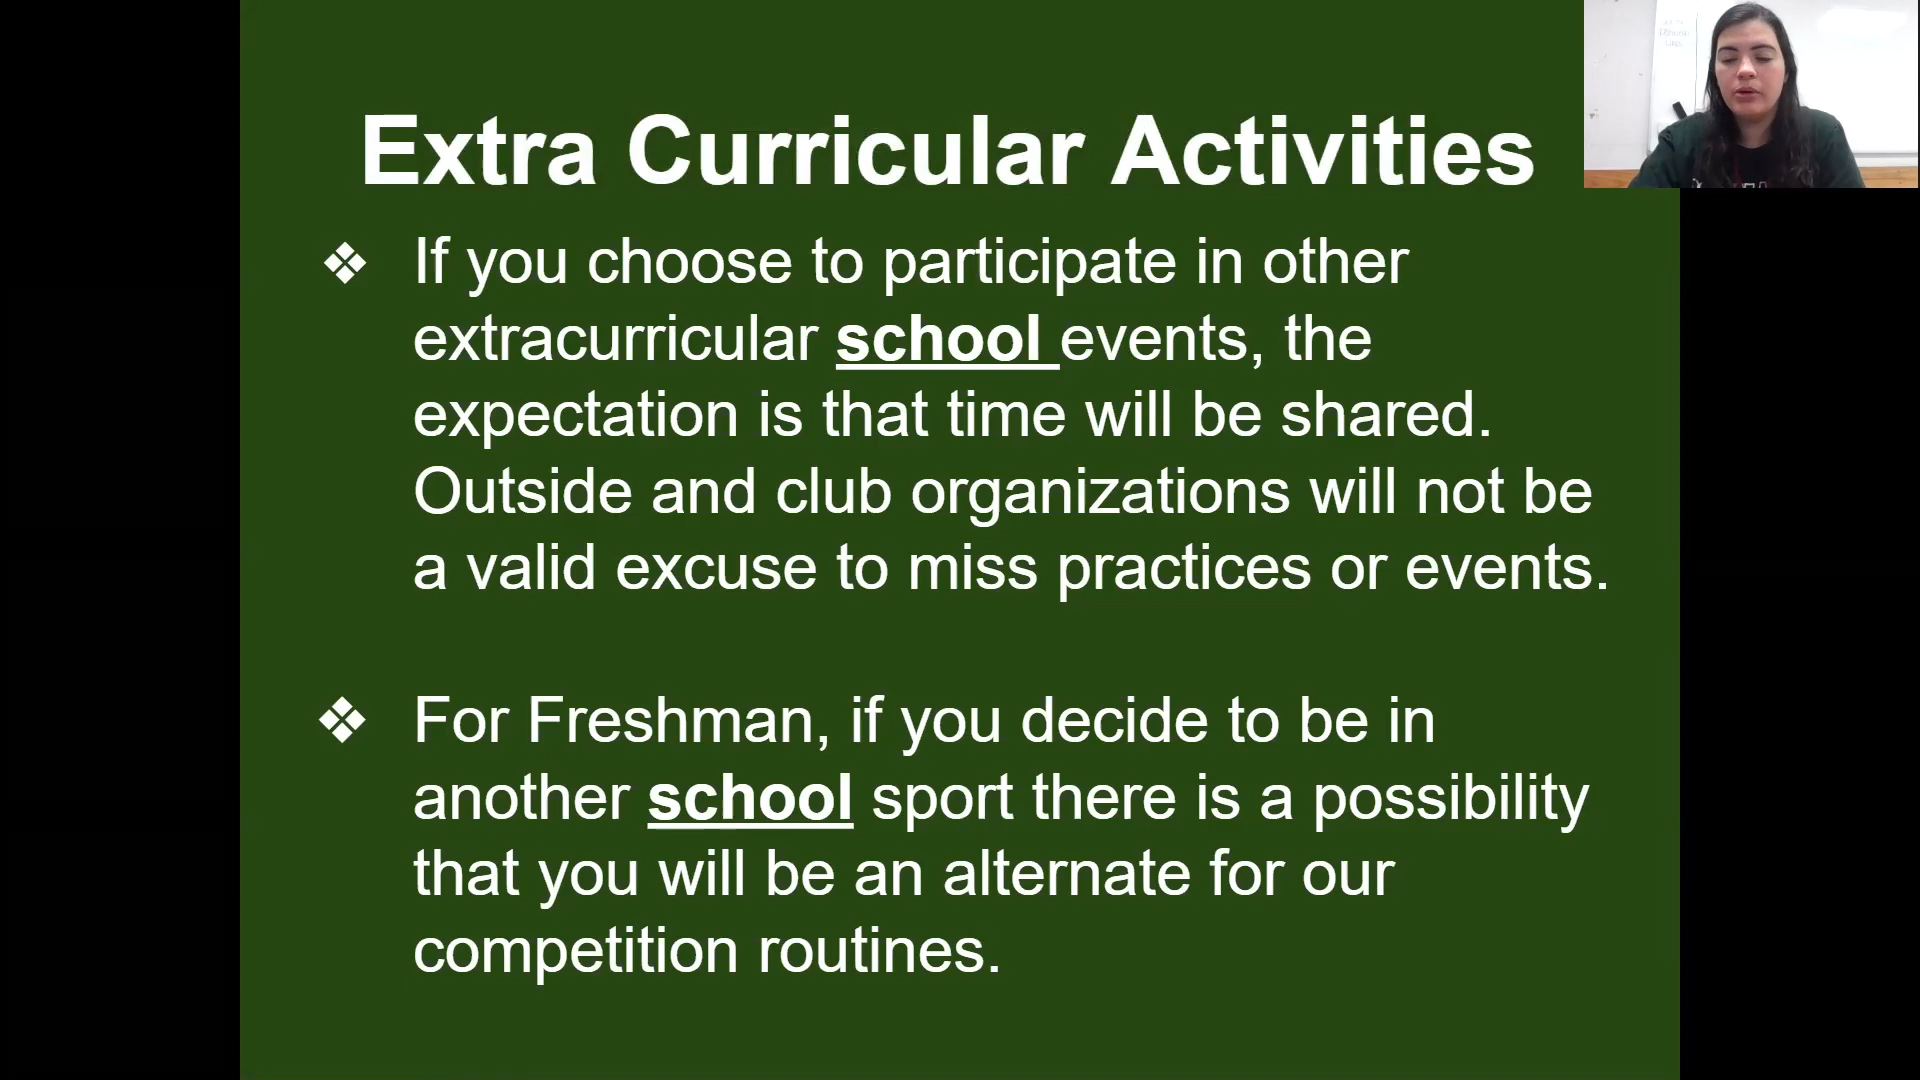 Extra Curricular Activities
❖ If you choose to participate in other
extracurricular school events, the
expectation is that time will be shared.
Outside and club organizations will not be
a valid excuse to miss practices or events.
❖ For Freshman, if you decide to be in
another school sport there is a possibility
that you will be an alternate for our
competition routines.